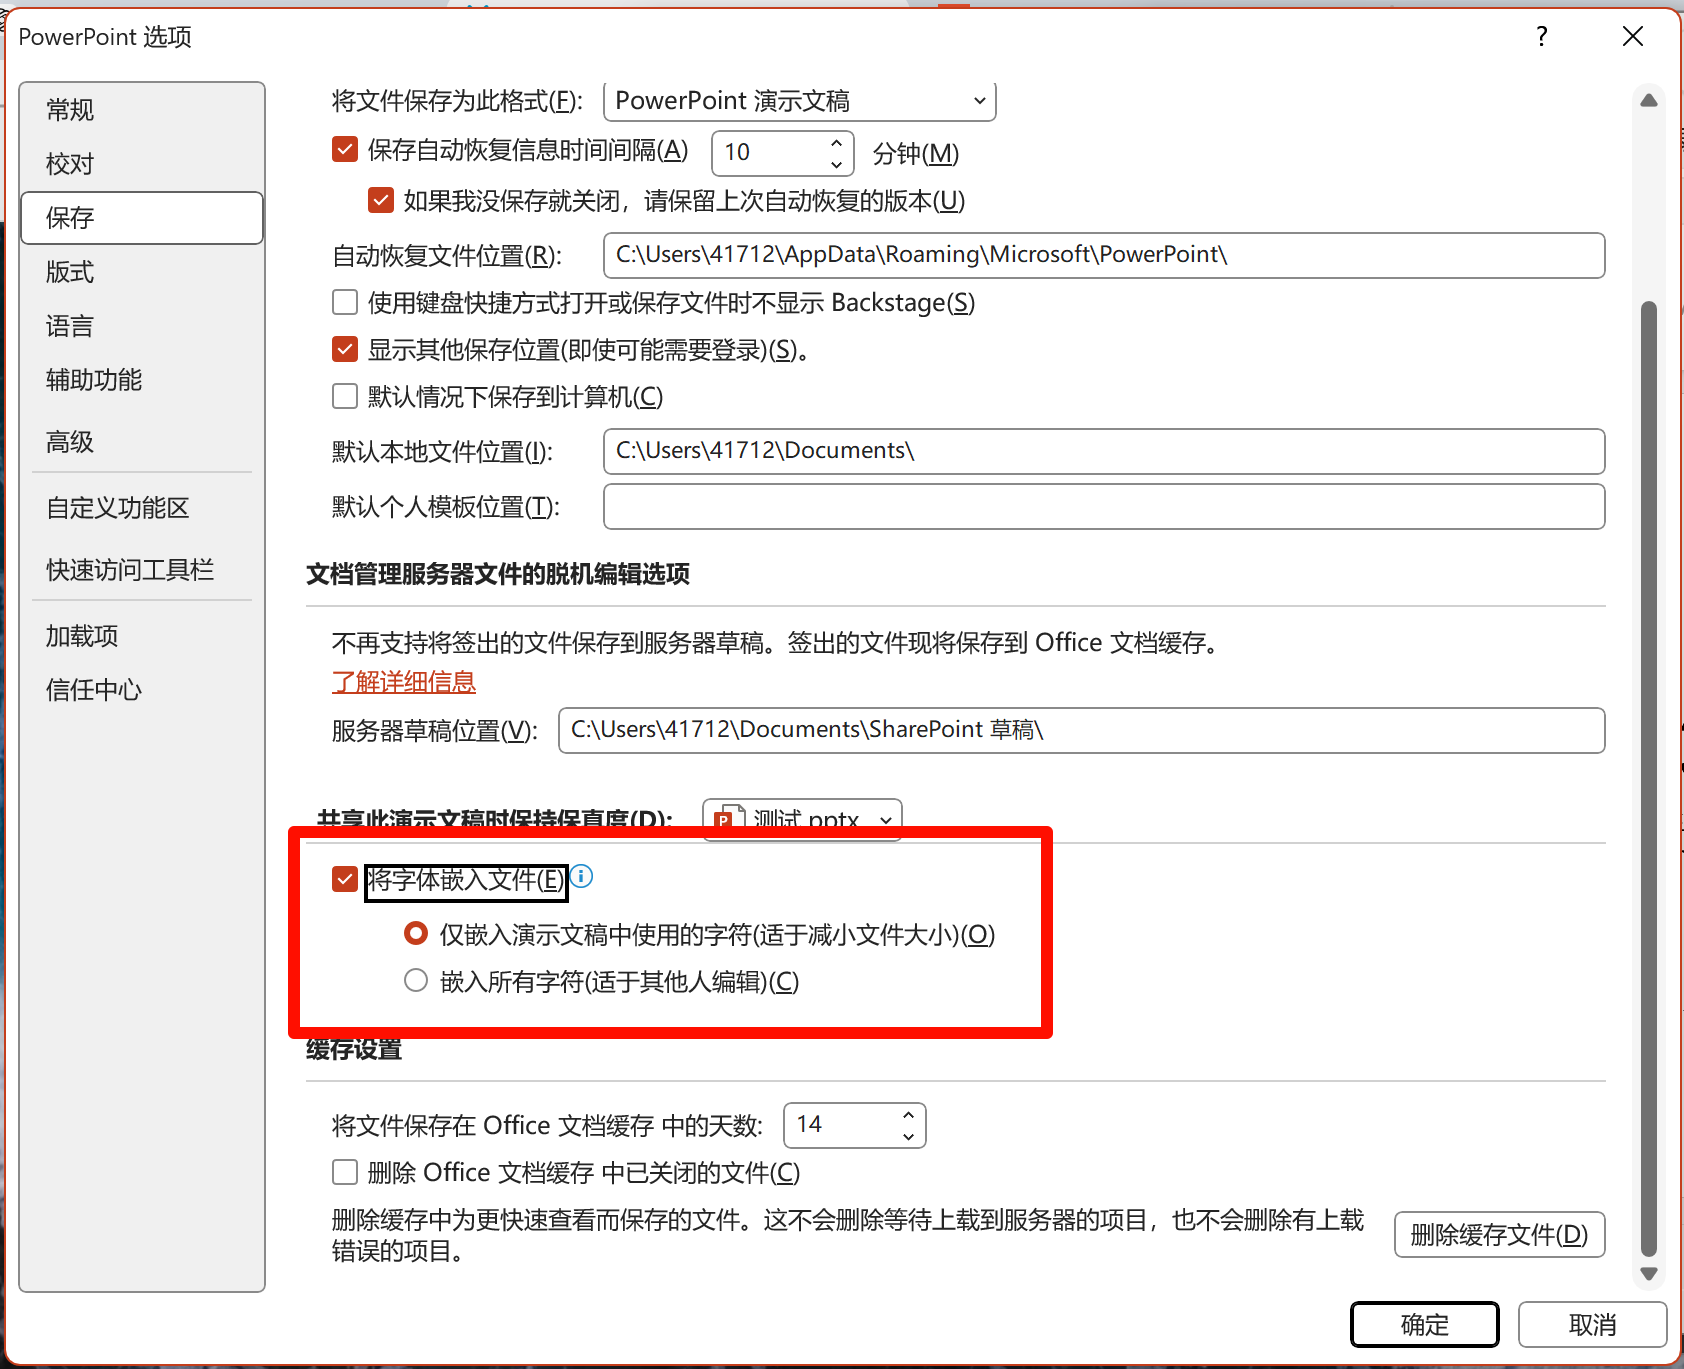 PowerPoint 选项
?
常规
校对
保存
版式
语言
辅助功能
高级
自定义功能区
快速访问工具栏
加载项
信任中心
将文件保存为此格式(F): PowerPoint 演示文稿
保存自动恢复信息时间间隔(A) 10 分钟(M)
如果我没保存就关闭，请保留上次自动恢复的版本(U)
自动恢复文件位置(R): C:\Users\41712\AppData\Roaming\Microsoft\PowerPoint\
使用键盘快捷方式打开或保存文件时不显示 Backstage(S)
显示其他保存位置(即使可能需要登录)(S)。
默认情况下保存到计算机(C)
默认本地文件位置(I): C:\Users\41712\Documents\
默认个人模板位置(T):
文档管理服务器文件的脱机编辑选项
不再支持将签出的文件保存到服务器草稿。签出的文件现将保存到 Office 文档缓存。
了解详细信息
服务器草稿位置(V): C:\Users\41712\Documents\SharePoint 草稿\
共享此演示文稿时保持保真度(D): 测试.pptx
将字体嵌入文件(E)
仅嵌入演示文稿中使用的字符(适于减小文件大小)(O)
嵌入所有字符(适于其他人编辑)(C)
缓存设置
将文件保存在 Office 文档缓存 中的天数: 14
删除 Office 文档缓存 中已关闭的文件(C)
删除缓存中为更快速查看而保存的文件。这不会删除等待上载到服务器的项目，也不会删除有上载
错误的项目。
删除缓存文件(D)
确定 取消